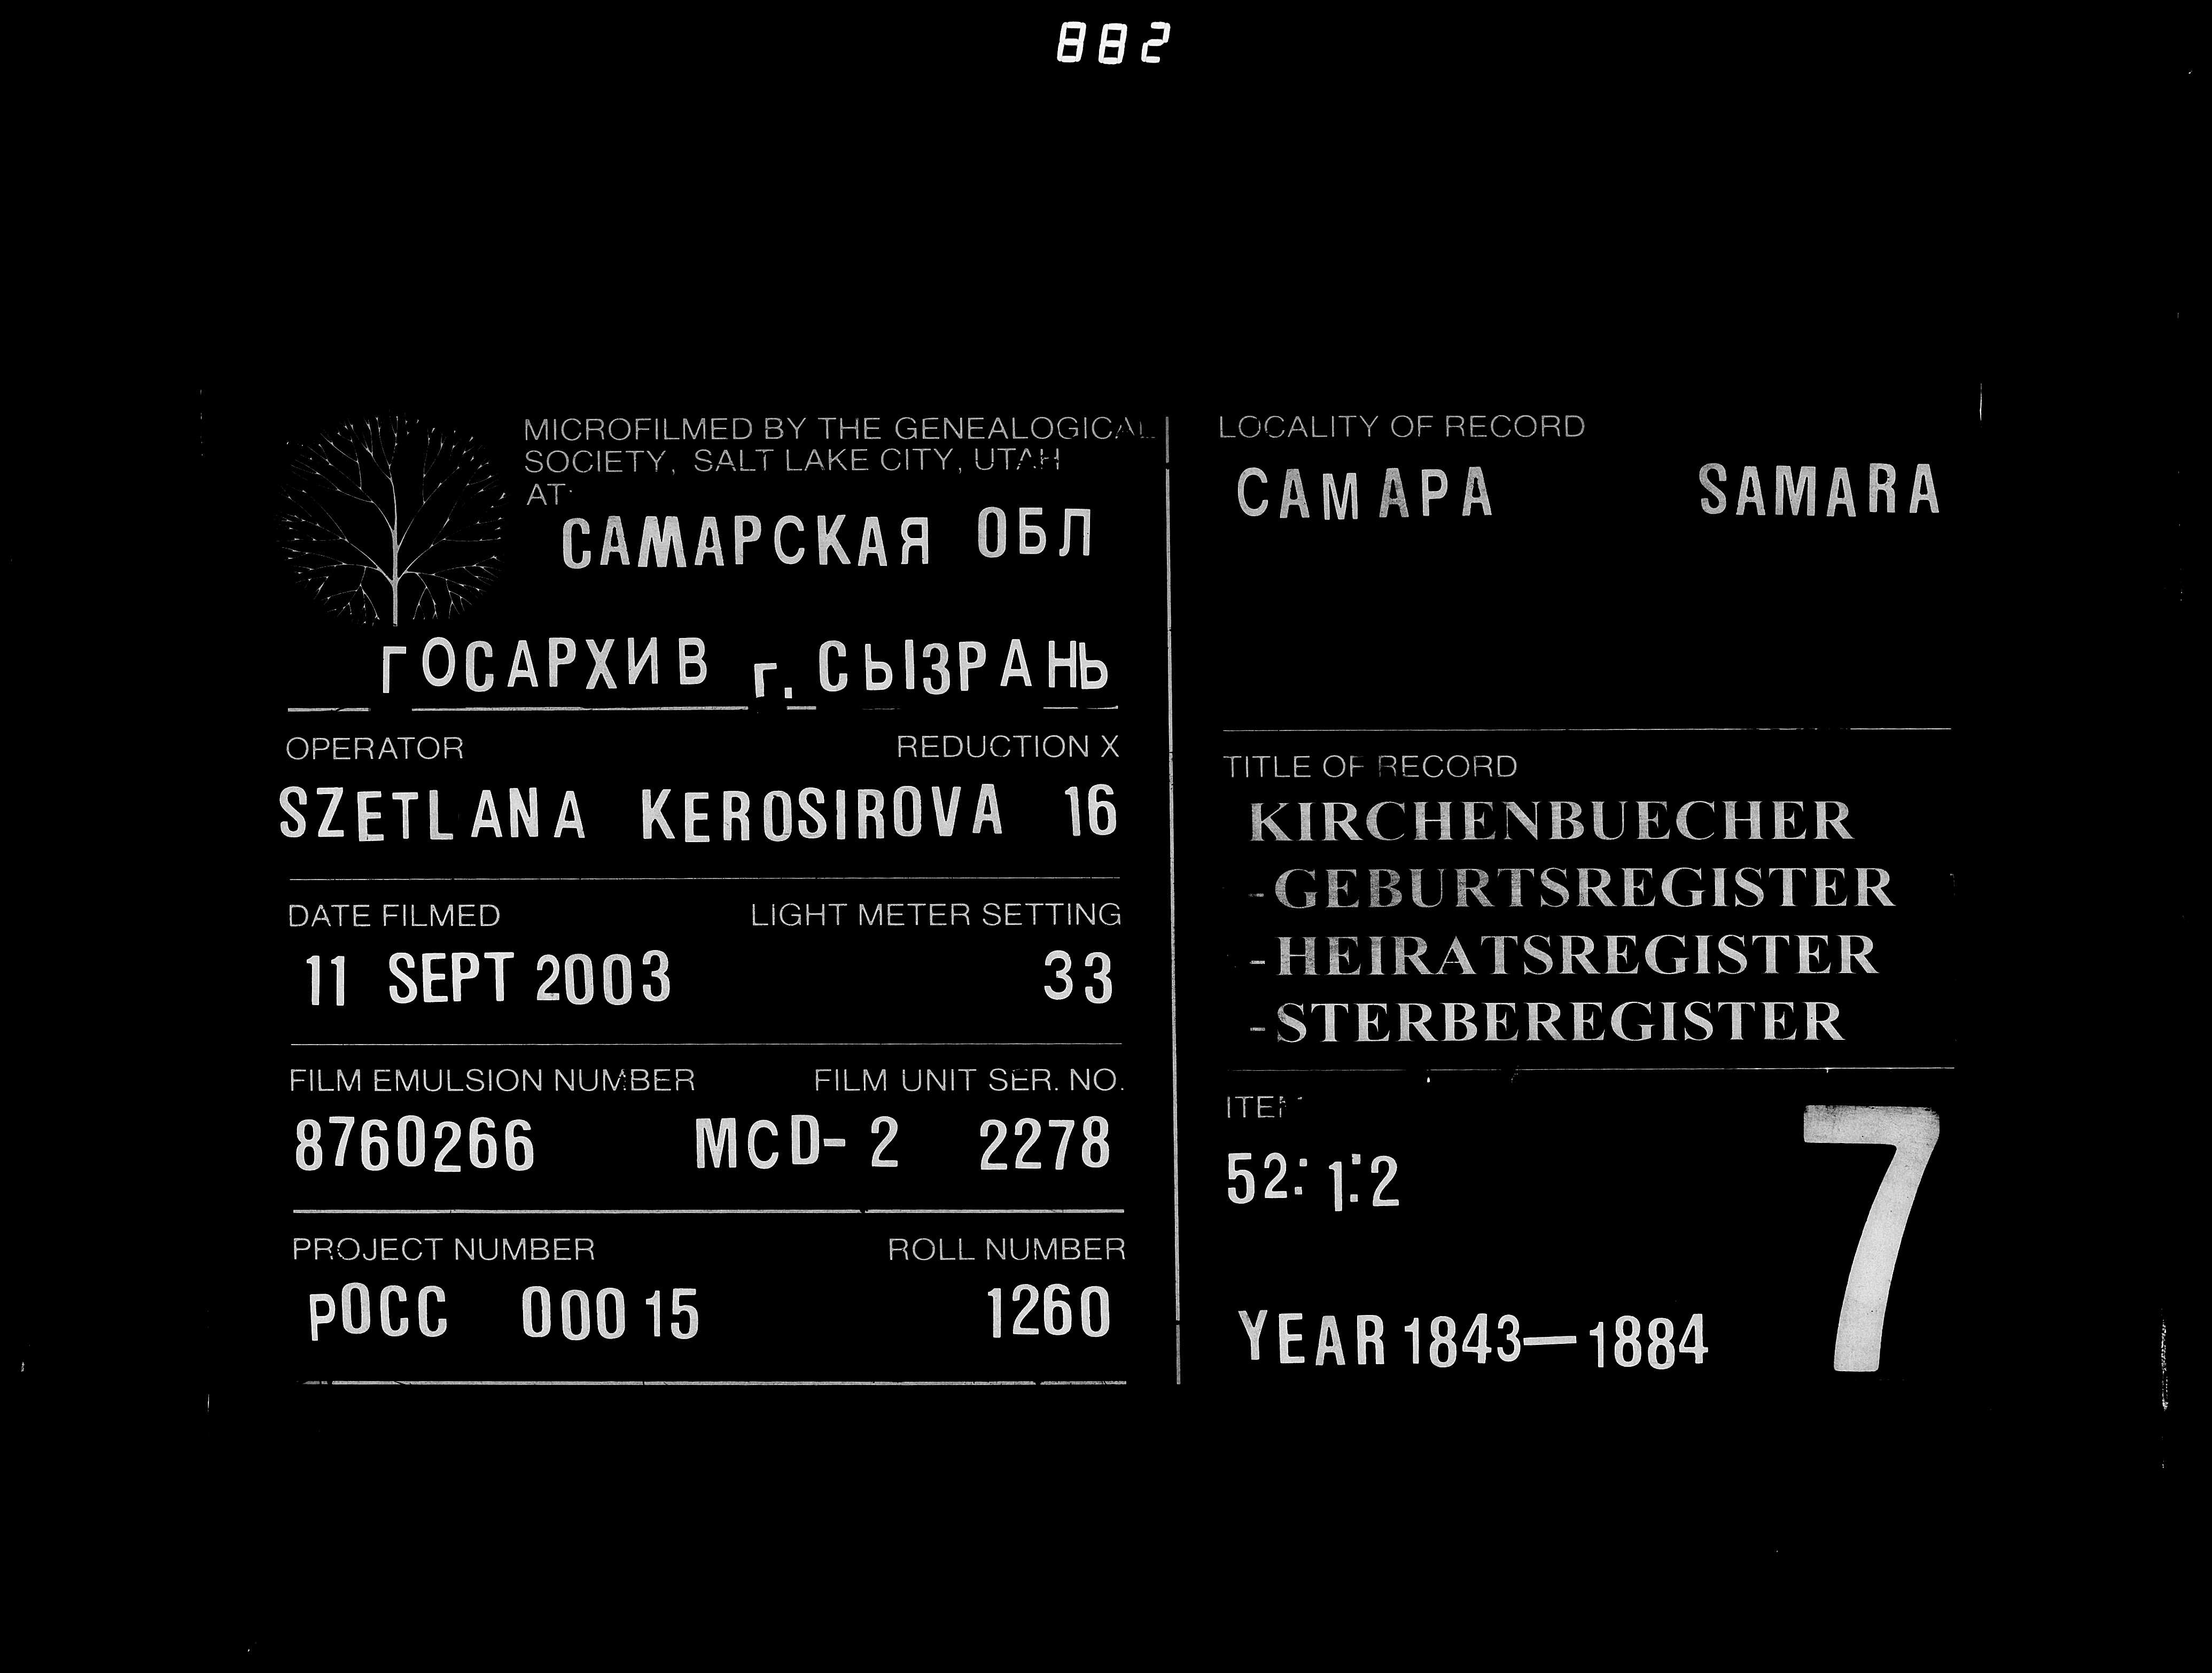 882
MICROFILMED BY THE GENEALOGICAL
SOCIETY, SALT LAKE CITY, UTAH
AT:
САМАРСКАЯ ОБЛ
ГОСАРХИВ г. СЫЗРАНЬ
OPERATOR REDUCTION X
SZETLANA KEROSIROVA 16
DATE FILMED LIGHT METER SETTING
11 SEPT 2003 33
FILM EMULSION NUMBER FILM UNIT SER. NO.
8760266 MCD-2 2278
PROJECT NUMBER ROLL NUMBER
РОСС 00015 1260
LOCALITY OF RECORD
САМАРА SAMARA
TITLE OF RECORD
KIRCHENBUECHER
-GEBURTSREGISTER
-HEIRATSREGISTER
-STERBEREGISTER
ITEM
52:1:2
7
YEAR 1843—1884